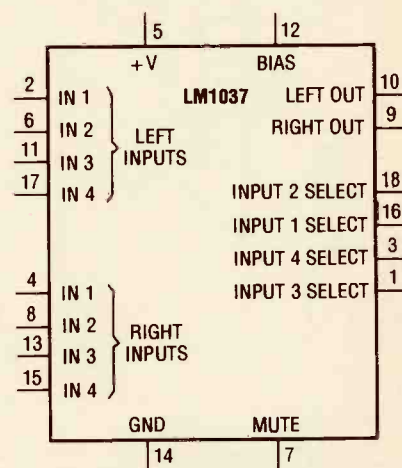 5 12
+V BIAS
2 IN 1 LM1037 LEFT OUT 10
6 IN 2 LEFT INPUTS RIGHT OUT 9
11 IN 3
17 IN 4 INPUT 2 SELECT 18
INPUT 1 SELECT 16
INPUT 4 SELECT 3
4 IN 1 INPUT 3 SELECT 1
8 IN 2 RIGHT INPUTS
13 IN 3
15 IN 4
GND MUTE
14 7